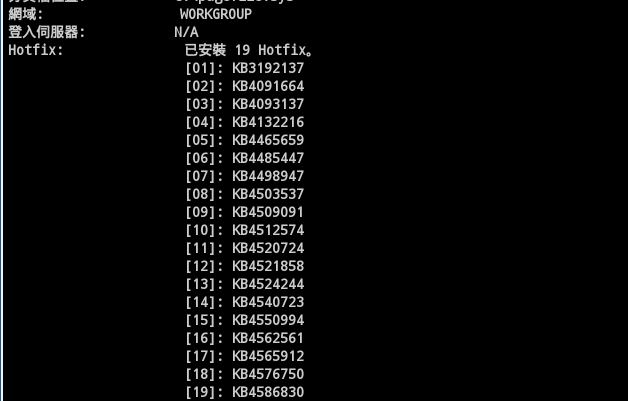 網域: WORKGROUP
登入伺服器: N/A
Hotfix: 已安裝 19 Hotfix。
[01]: KB3192137
[02]: KB4091664
[03]: KB4093137
[04]: KB4132216
[05]: KB4465659
[06]: KB4485447
[07]: KB4498947
[08]: KB4503537
[09]: KB4509091
[10]: KB4512574
[11]: KB4520724
[12]: KB4521858
[13]: KB4524244
[14]: KB4540723
[15]: KB4550994
[16]: KB4562561
[17]: KB4565912
[18]: KB4576750
[19]: KB4586830